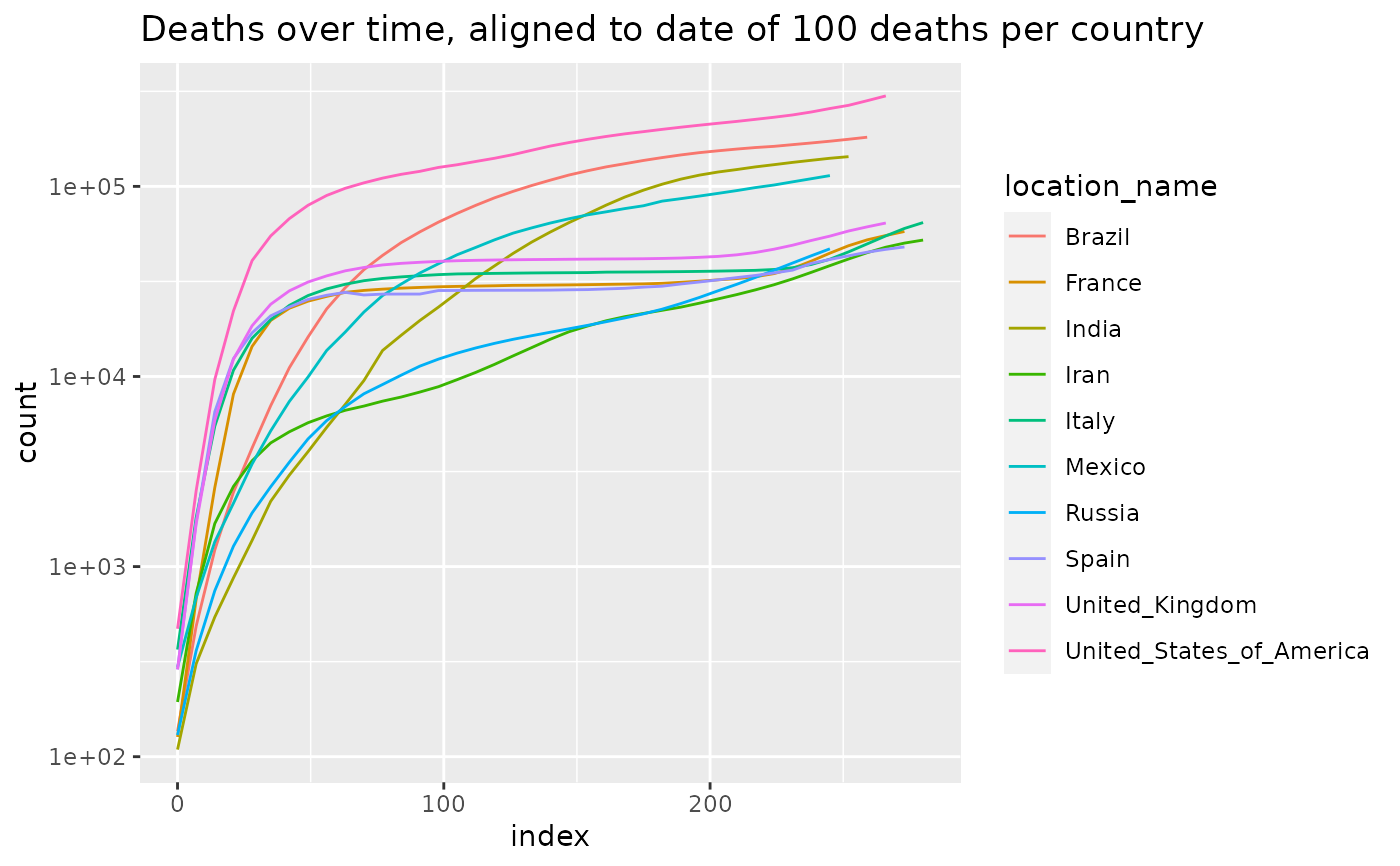 Deaths over time, aligned to date of 100 deaths per country
count
1e+05
1e+04
1e+03
1e+02
0
100
200
index
location_name
Brazil
France
India
Iran
Italy
Mexico
Russia
Spain
United_Kingdom
United_States_of_America